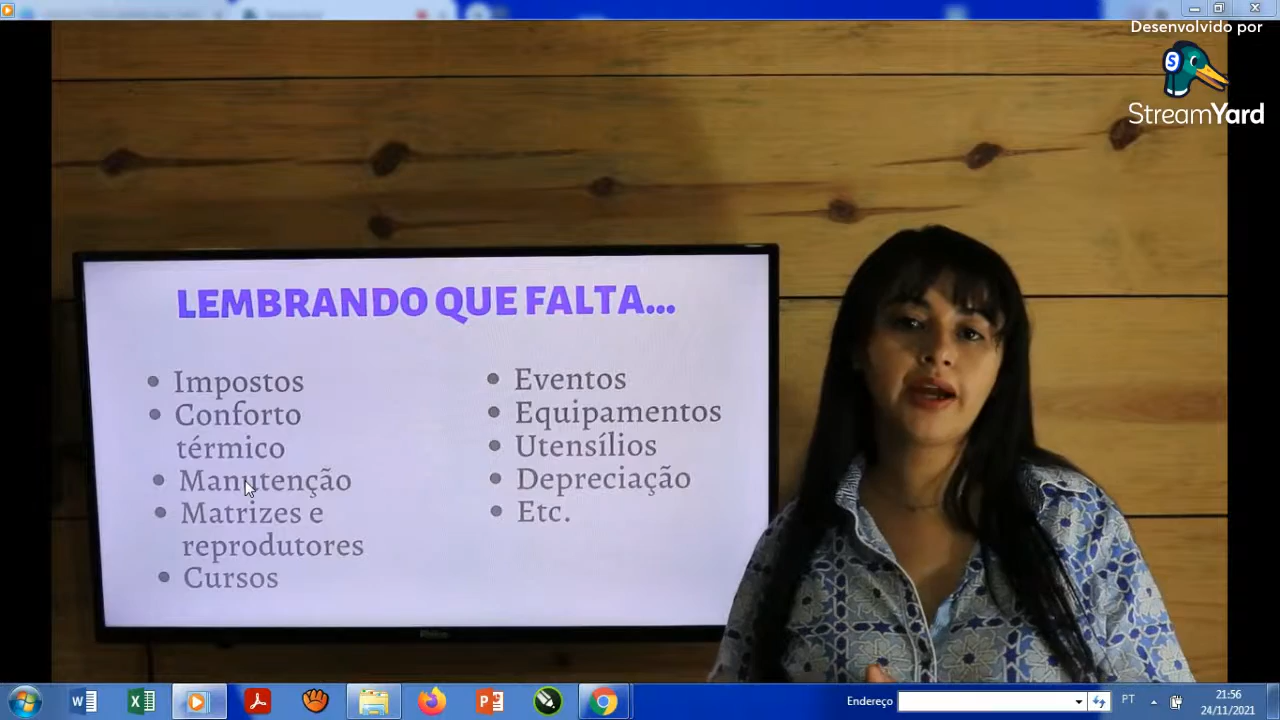 Desenvolvido por
StreamYard
LEMBRANDO QUE FALTA...
• Impostos
• Conforto
térmico
• Manutenção
• Matrizes e
reprodutores
• Cursos
• Eventos
• Equipamentos
• Utensílios
• Depreciação
• Etc.
Philco
Endereço
PT
21:56
24/11/2021